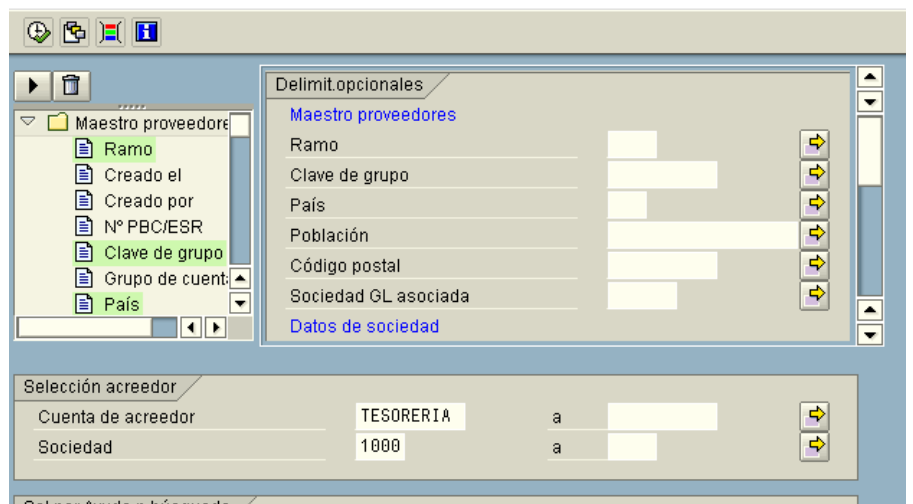 Maestro proveedore
Ramo
Creado el
Creado por
Nº PBC/ESR
Clave de grupo
Grupo de cuent
País
Delimit.opcionales
Maestro proveedores
Ramo
Clave de grupo
País
Población
Código postal
Sociedad GL asociada
Datos de sociedad
Selección acreedor
Cuenta de acreedor TESORERIA a
Sociedad 1000 a